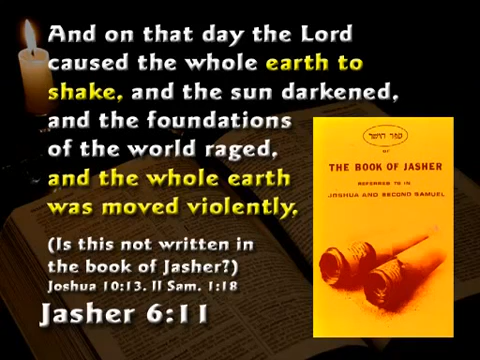 And on that day the Lord
caused the whole earth to
shake, and the sun darkened,
and the foundations
of the world raged,
and the whole earth
was moved violently,
(Is this not written in
the book of Jasher?)
Joshua 10:13. II Sam. 1:18
Jasher 6:11
ספר הישר
OR
THE BOOK OF JASHER
REFERRED TO IN
JOSHUA AND SECOND SAMUEL